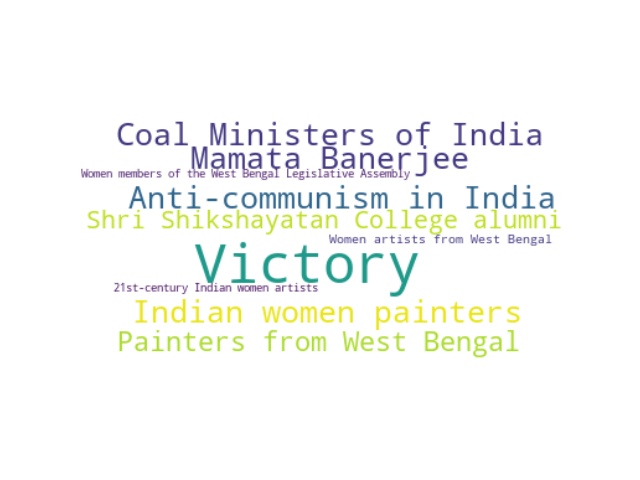 Coal Ministers of India
Mamata Banerjee
Women members of the West Bengal Legislative Assembly
Anti-communism in India
Shri Shikshayatan College alumni
Women artists from West Bengal
Victory
21st-century Indian women artists
Indian women painters
Painters from West Bengal